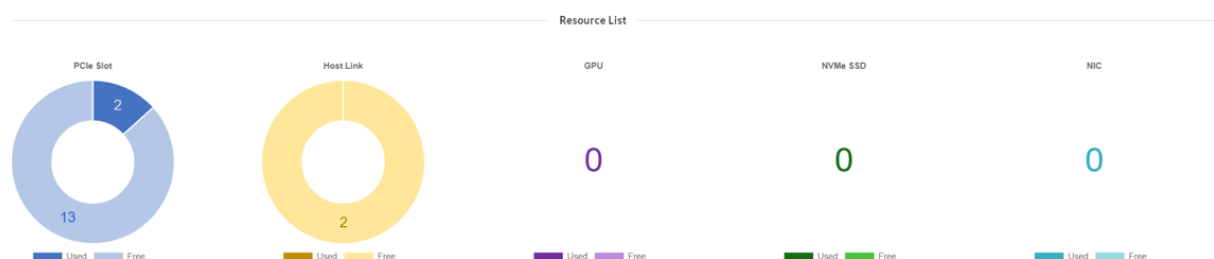 Resource List
PCIe Slot
Host Link
GPU
NVMe SSD
NIC
2
13
2
0
0
0
Used Free
Used Free
Used Free
Used Free
Used Free